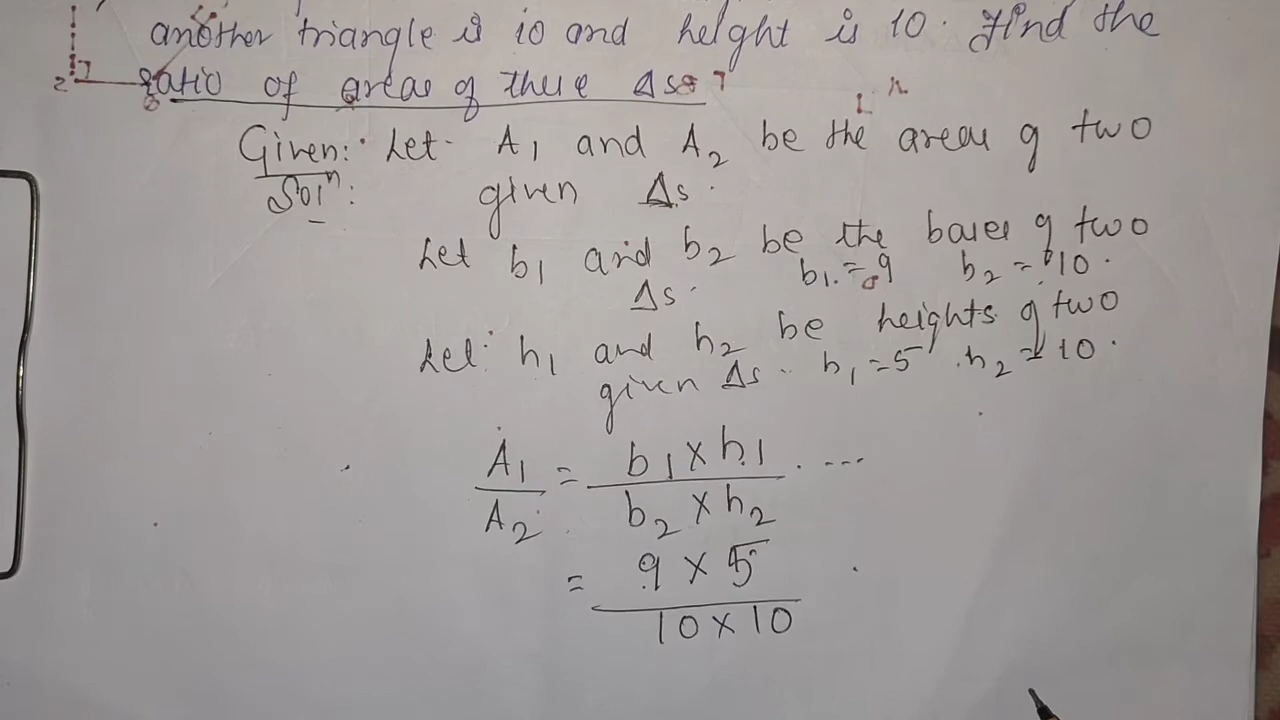 another triangle is 10 and height is 10. Find the
ratio of areas of these Δs?
Given: Let A1 and A2 be the areas of two
Solⁿ: given Δs.
Let b1 and b2 be the bases of two
Δs. b1 = 9 b2 = 10.
Let h1 and h2 be heights of two
given Δs. h1 = 5 h2 = 10.
A1/A2 = b1 × h1 / b2 × h2 ....
= 9 × 5 / 10 × 10